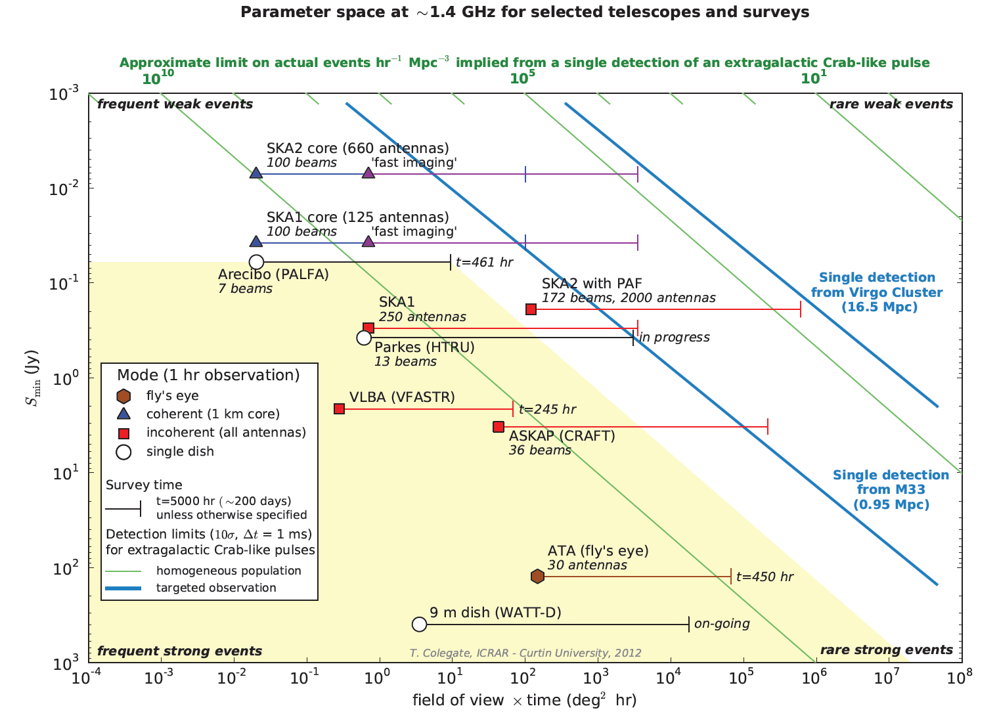 Parameter space at ∼1.4 GHz for selected telescopes and surveys
Approximate limit on actual events hr⁻¹ Mpc⁻³ implied from a single detection of an extragalactic Crab-like pulse
10¹⁰ 10⁵ 10¹
10⁻³
frequent weak events
rare weak events
SKA2 core (660 antennas)
100 beams 'fast imaging'
10⁻²
SKA1 core (125 antennas)
100 beams 'fast imaging'
t=461 hr
Arecibo (PALFA)
7 beams
10⁻¹
SKA2 with PAF
172 beams, 2000 antennas
Single detection
from Virgo Cluster
(16.5 Mpc)
SKA1
250 antennas
in progress
Parkes (HTRU)
13 beams
S_min (Jy)
10⁰
VLBA (VFASTR)
t=245 hr
ASKAP (CRAFT)
36 beams
10¹
Single detection
from M33
(0.95 Mpc)
Mode (1 hr observation)
fly's eye
coherent (1 km core)
incoherent (all antennas)
single dish
Survey time
t=5000 hr (∼200 days)
unless otherwise specified
Detection limits (10σ, Δt = 1 ms)
for extragalactic Crab-like pulses
homogeneous population
targeted observation
10²
ATA (fly's eye)
30 antennas
t=450 hr
9 m dish (WATT-D)
on-going
frequent strong events
T. Colegate, ICRAR - Curtin University, 2012
rare strong events
10³
10⁻⁴ 10⁻³ 10⁻² 10⁻¹ 10⁰ 10¹ 10² 10³ 10⁴ 10⁵ 10⁶ 10⁷ 10⁸
field of view × time (deg² hr)